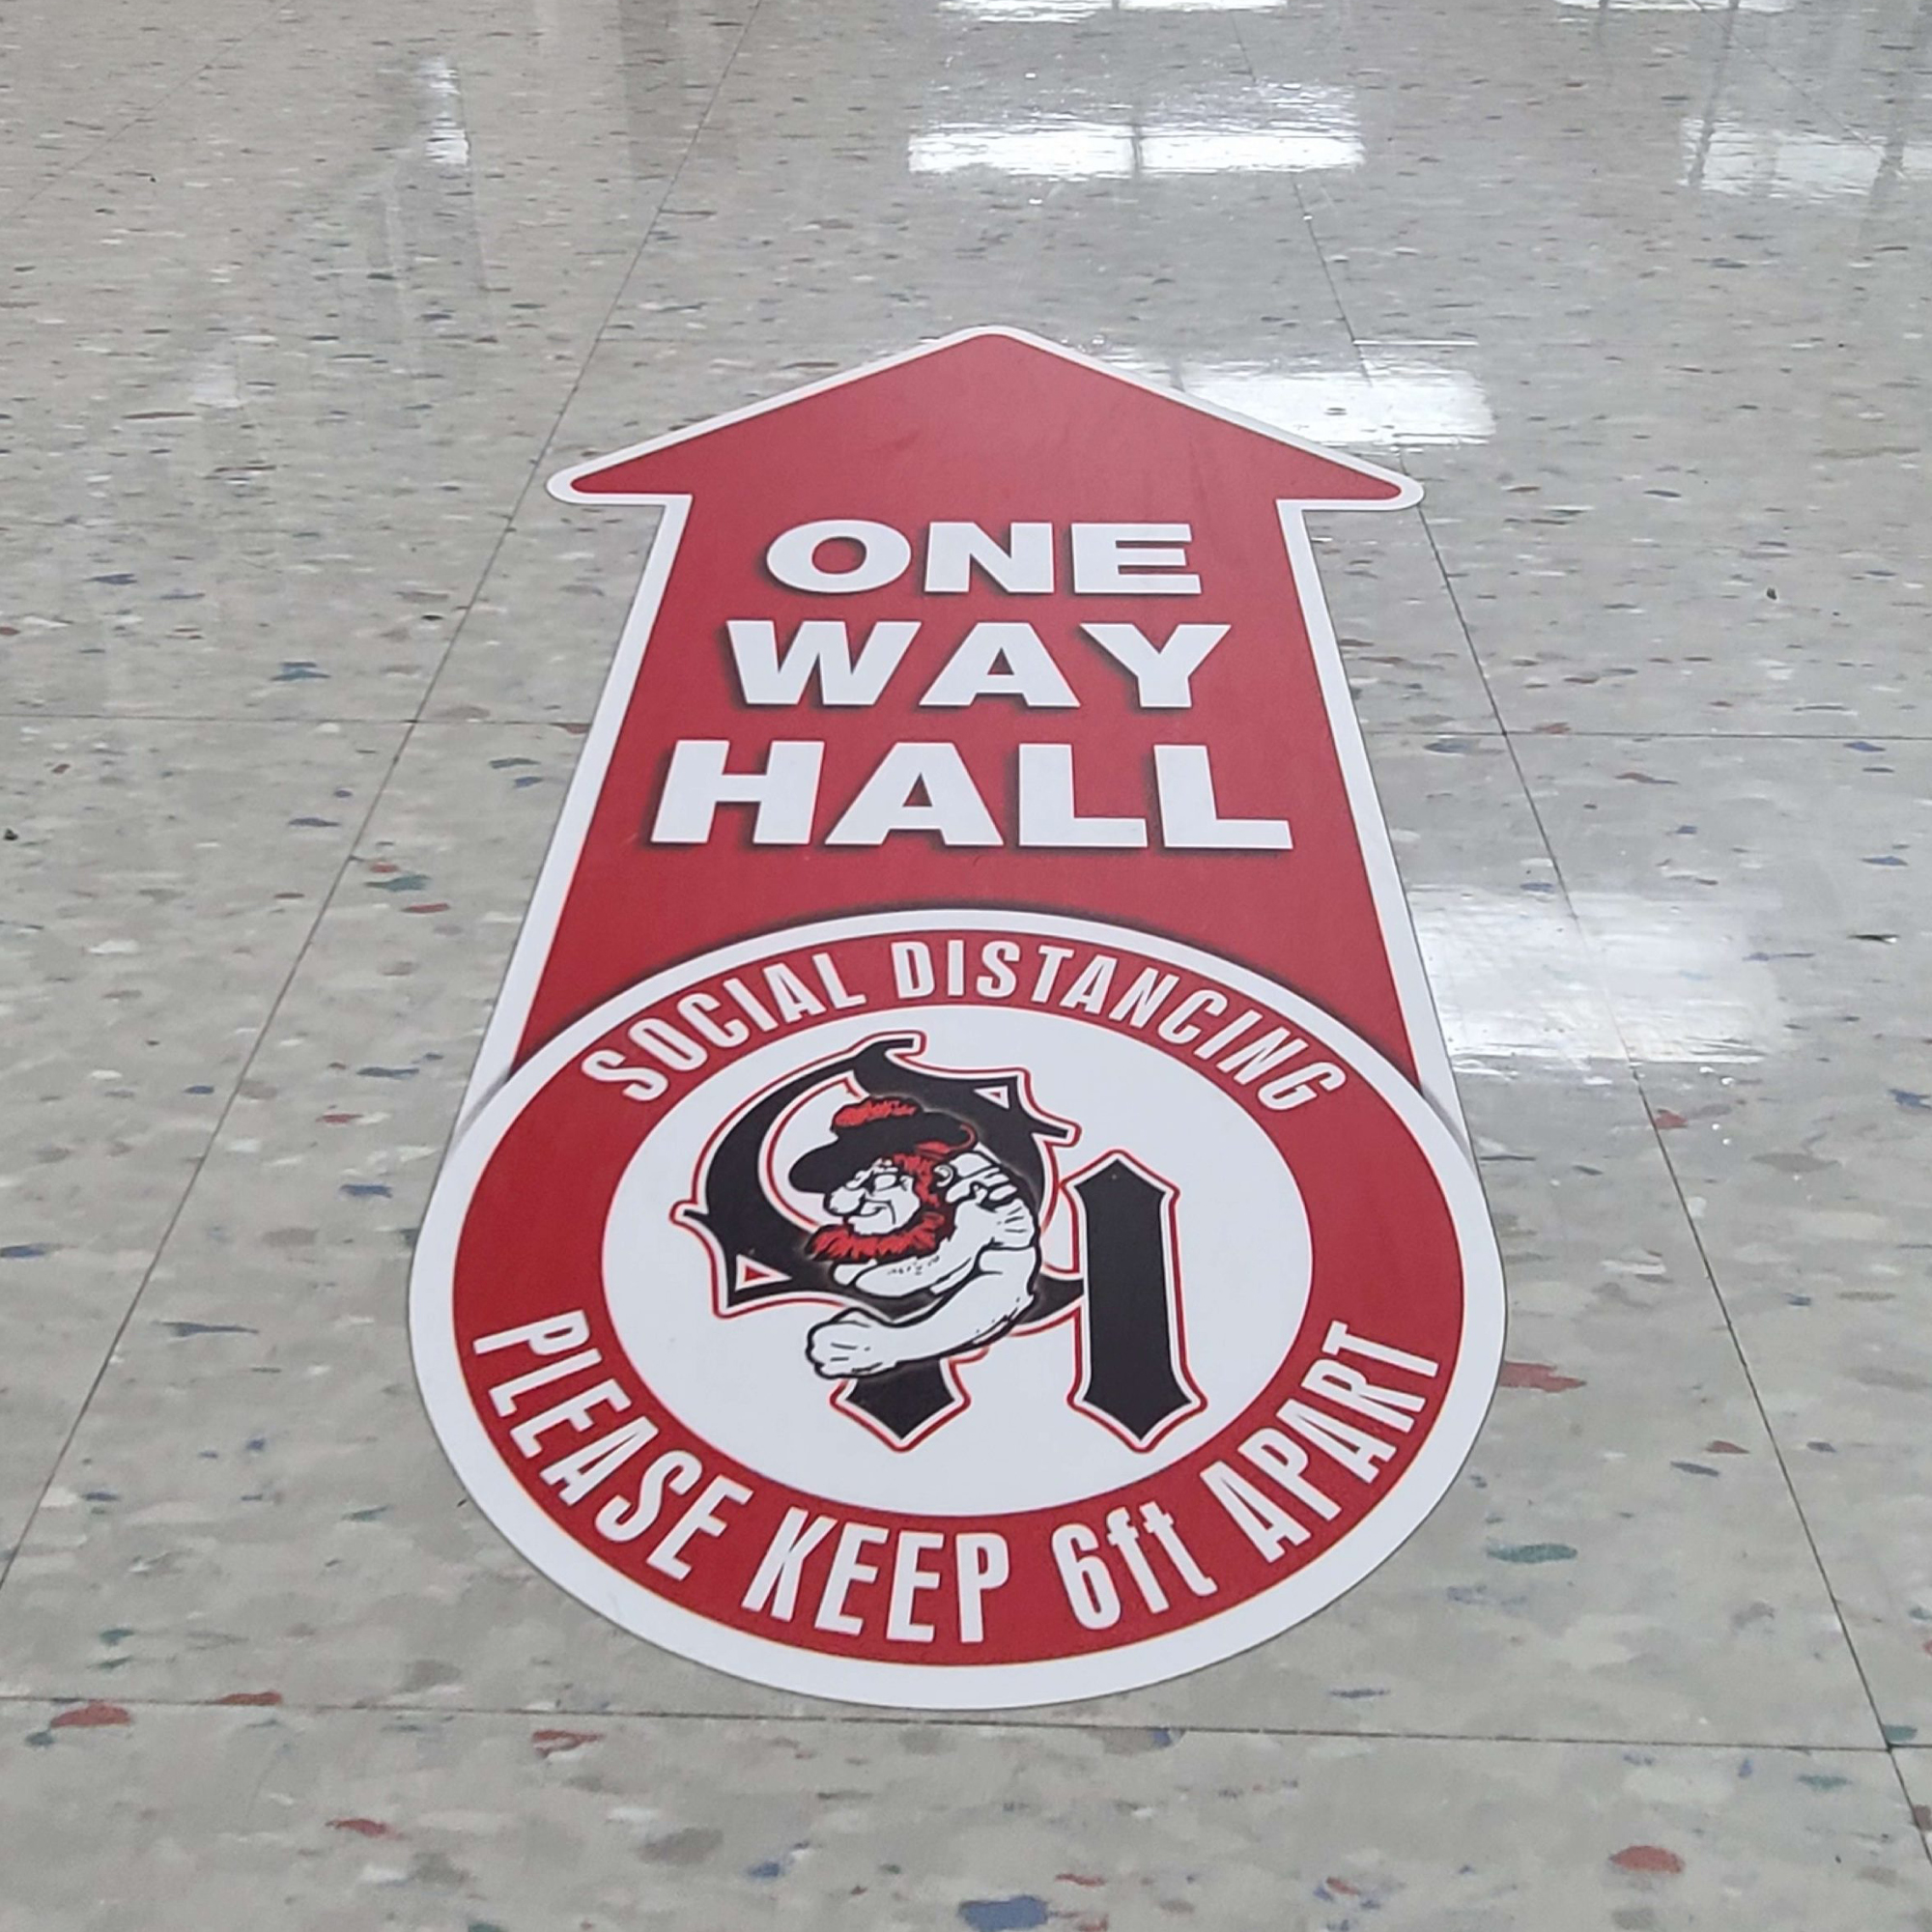 ONE
WAY
HALL
SOCIAL DISTANCING
PLEASE KEEP 6ft APART